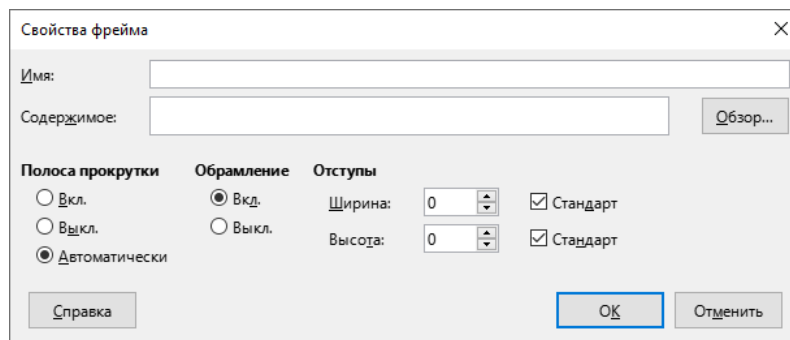 Свойства фрейма
Имя:
Содержимое: Обзор...
Полоса прокрутки Обрамление Отступы
Вкл. Вкл. Ширина: 0 Стандарт
Выкл. Выкл. Высота: 0 Стандарт
Автоматически
Справка ОК Отменить